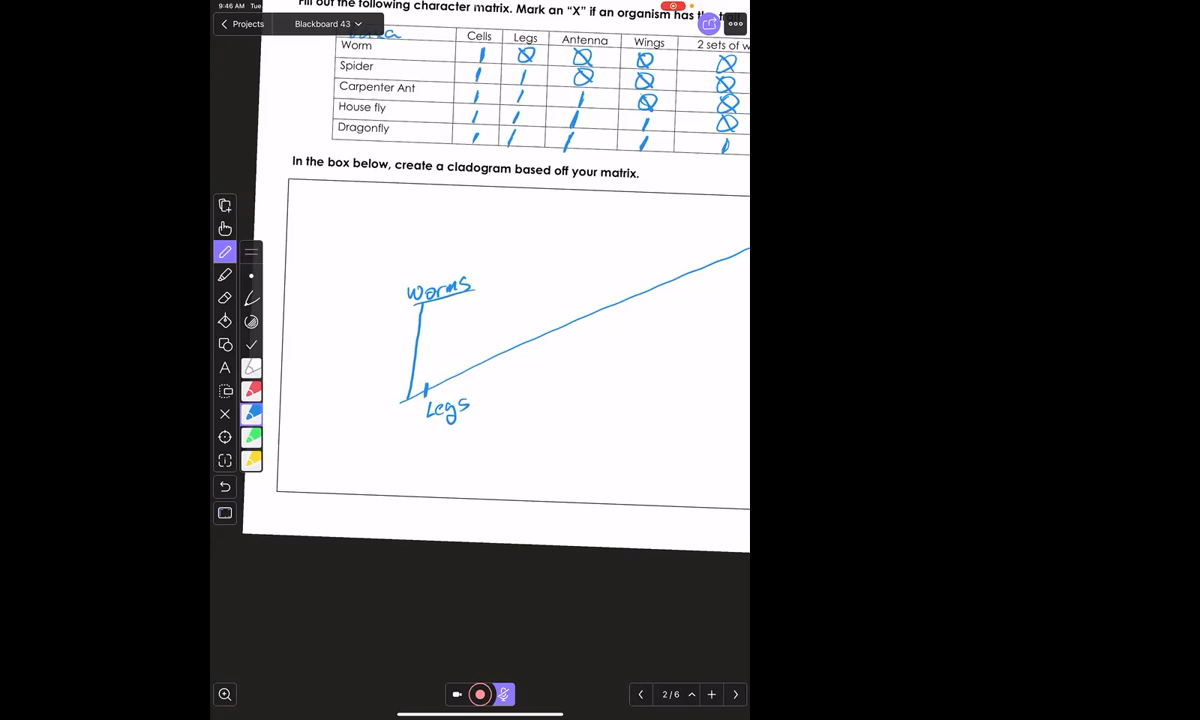 9:46 AM Tue
Fill out the following character matrix. Mark an “X” if an organism has the trait
Projects
Blackboard 43
Cells Legs Antenna Wings 2 sets of w
Worm
Spider
Carpenter Ant
House fly
Dragonfly
In the box below, create a cladogram based off your matrix.
worms
Legs
A
2 / 6